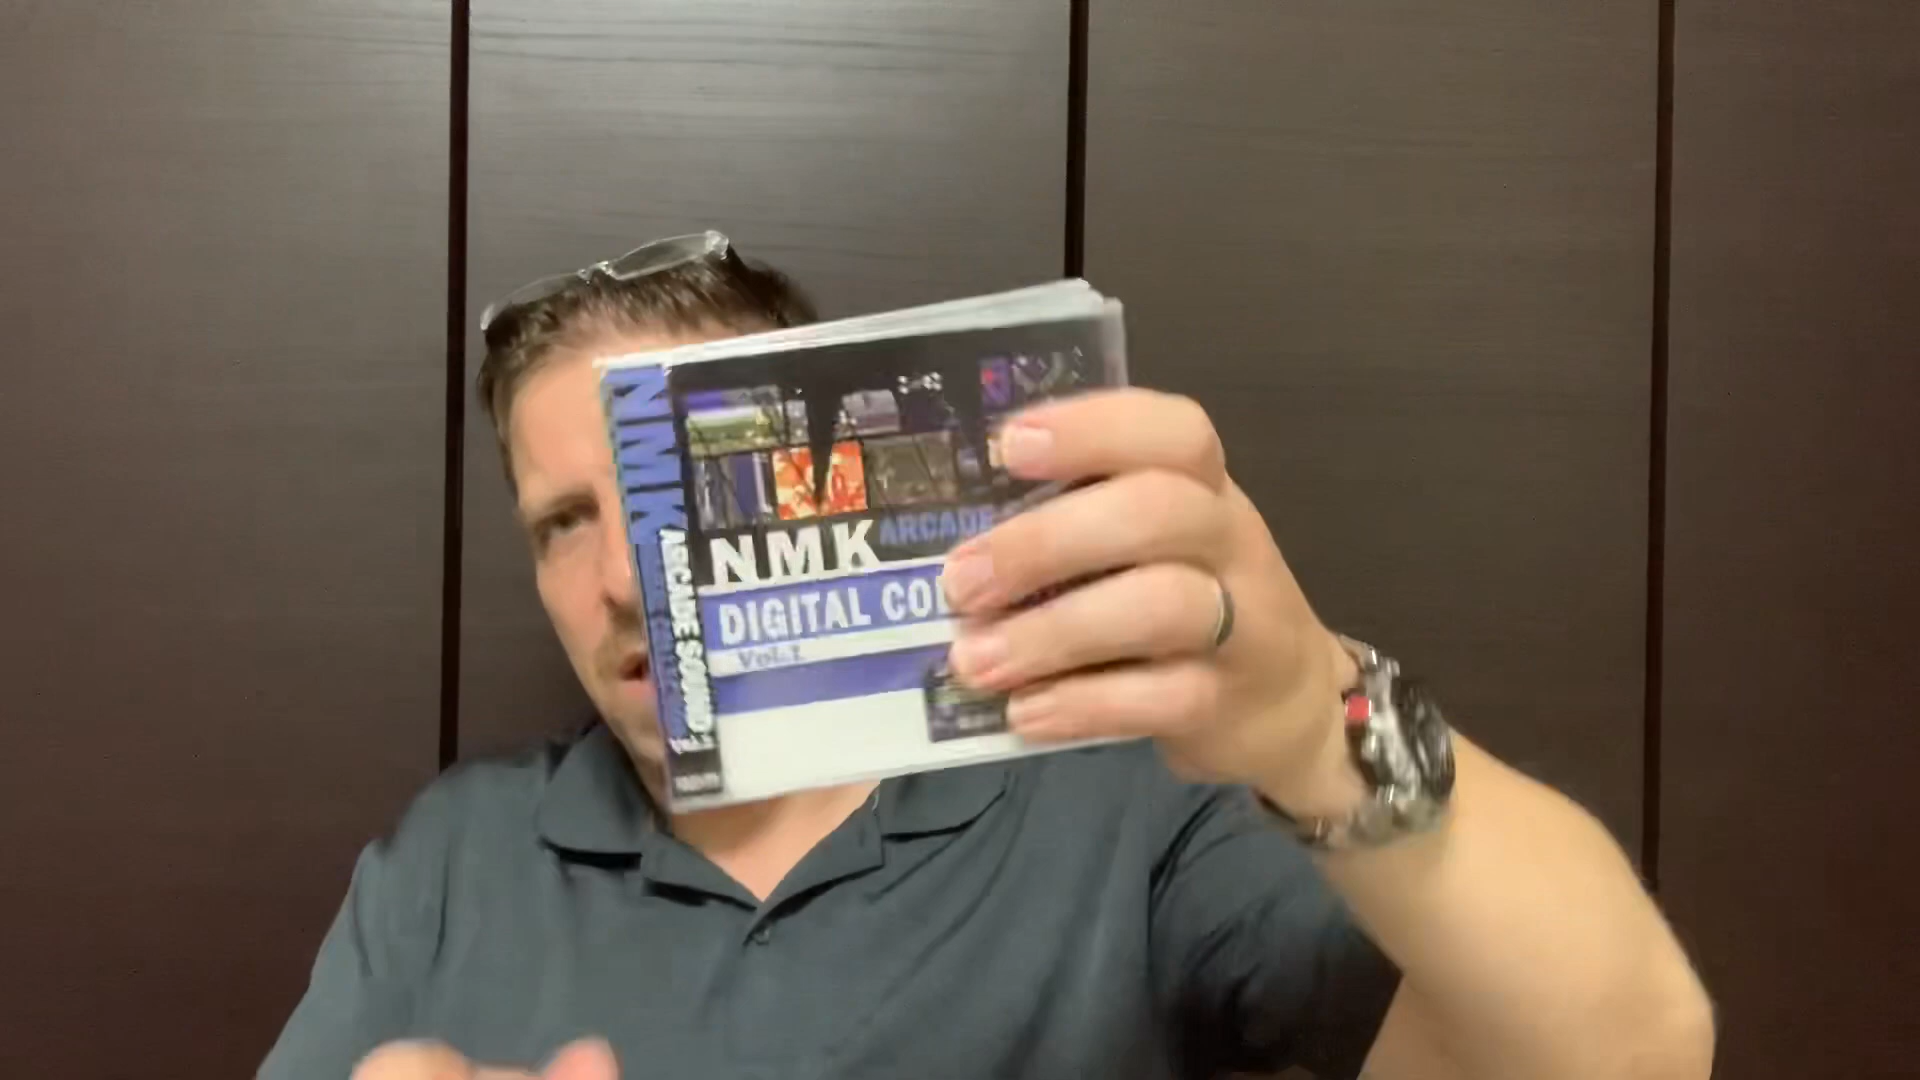 NMK
ARCADE SOUND
NMK ARCADE
DIGITAL COL
Vol.1